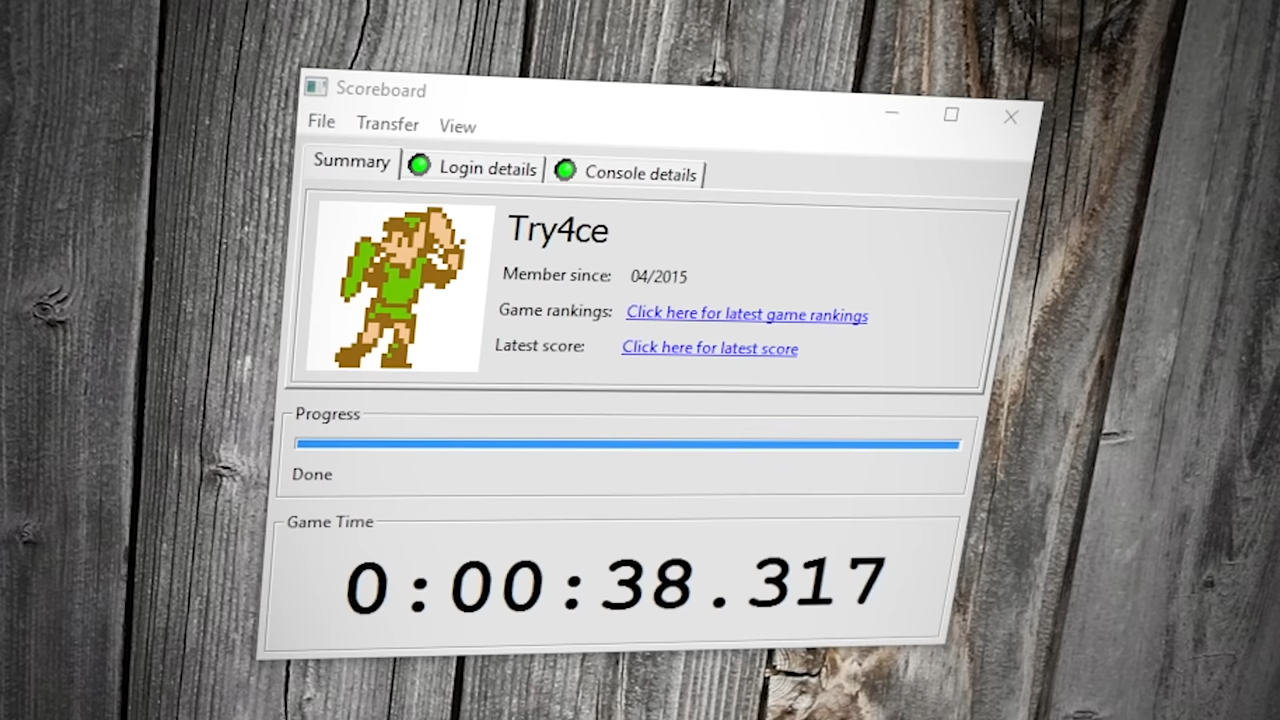 Scoreboard
File Transfer View
Summary Login details Console details
Try4ce
Member since: 04/2015
Game rankings: Click here for latest game rankings
Latest score: Click here for latest score
Progress
Done
Game Time
0:00:38.317